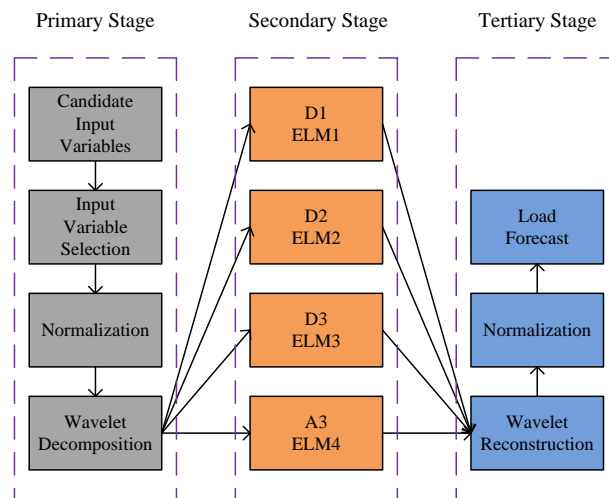 Primary Stage
Secondary Stage
Tertiary Stage
Candidate
Input
Variables
Input
Variable
Selection
Normalization
Wavelet
Decomposition
D1
ELM1
D2
ELM2
D3
ELM3
A3
ELM4
Load
Forecast
Normalization
Wavelet
Reconstruction